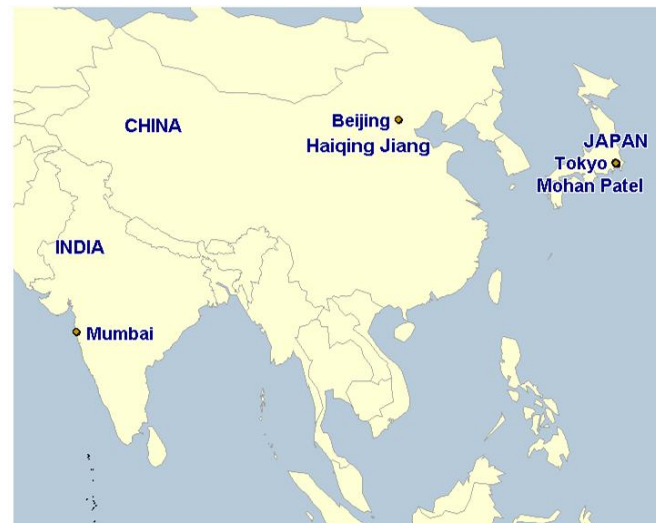 CHINA
Beijing
Haiqing Jiang
JAPAN
Tokyo
Mohan Patel
INDIA
Mumbai